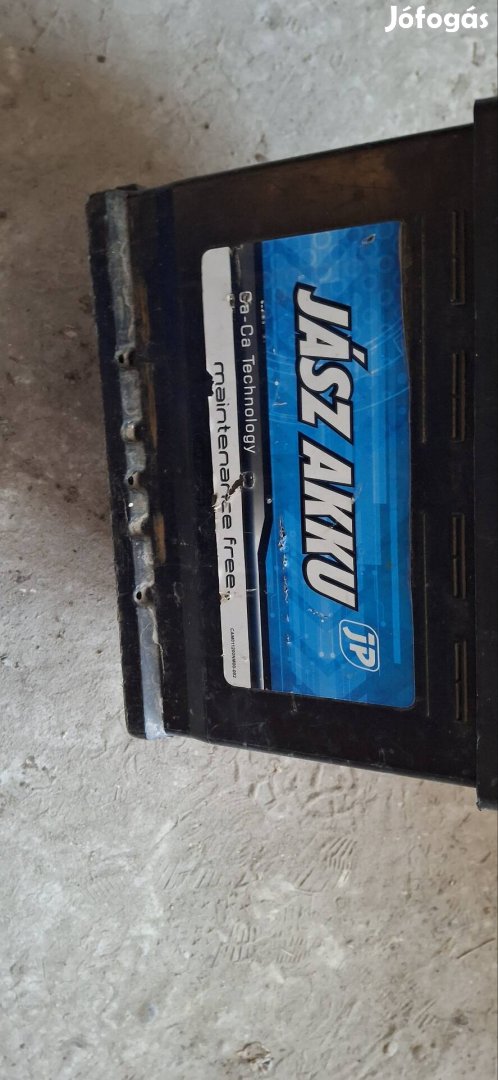 Jófogás
JÁSZ AKKU
jp
Ca-Ca Technology
maintenance free